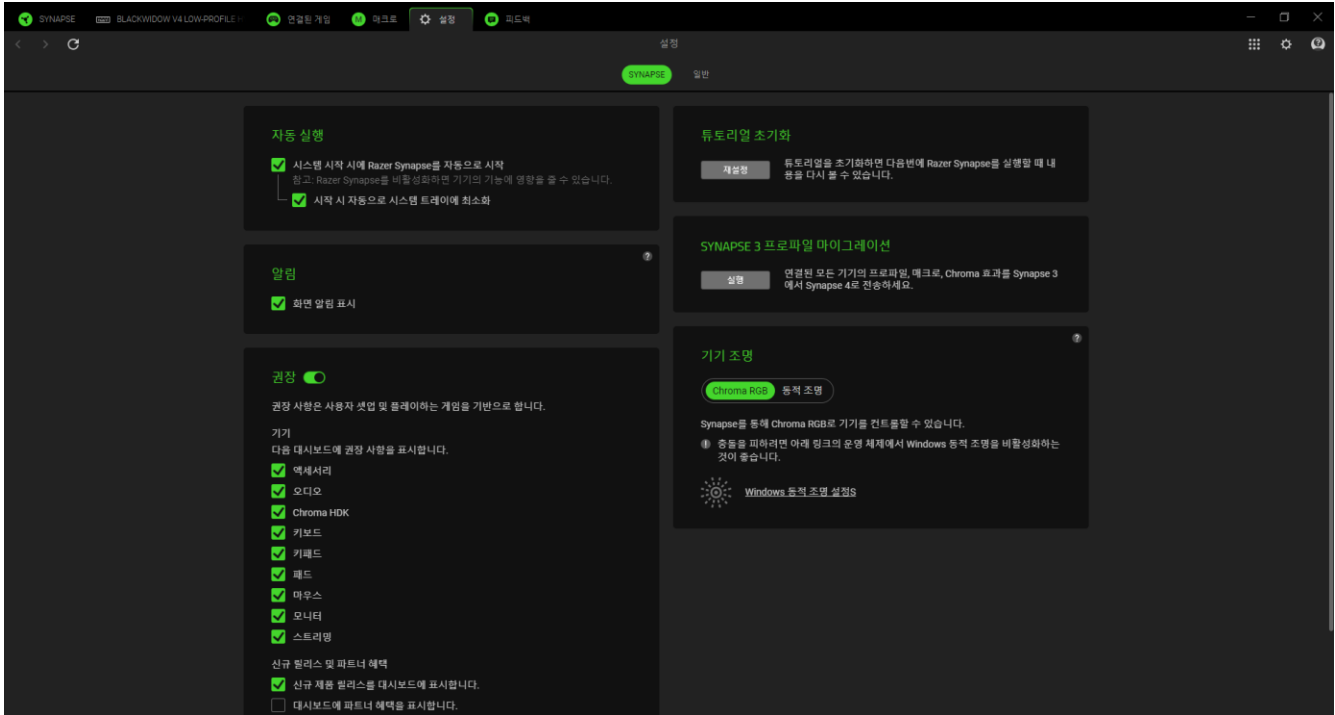 SYNAPSE
BLACKWIDOW V4 LOW-PROFILE
연결된 게임
매크로
설정
피드백
설정
SYNAPSE
일반
자동 실행
시스템 시작 시에 Razer Synapse를 자동으로 시작
참고: Razer Synapse를 비활성화하면 기기의 기능에 영향을 줄 수 있습니다.
시작 시 자동으로 시스템 트레이에 최소화
알림
화면 알림 표시
권장
권장 사항은 사용자 셋업 및 플레이하는 게임을 기반으로 합니다.
기기
다음 대시보드에 권장 사항을 표시합니다.
액세서리
오디오
Chroma HDK
키보드
키패드
패드
마우스
모니터
스트리밍
신규 릴리스 및 파트너 혜택
신규 제품 릴리스를 대시보드에 표시합니다.
대시보드에 파트너 혜택을 표시합니다.
튜토리얼 초기화
재설정
튜토리얼을 초기화하면 다음번에 Razer Synapse를 실행할 때 내
용을 다시 볼 수 있습니다.
SYNAPSE 3 프로파일 마이그레이션
실행
연결된 모든 기기의 프로파일, 매크로, Chroma 효과를 Synapse 3
에서 Synapse 4로 전송하세요.
기기 조명
Chroma RGB
동적 조명
Synapse를 통해 Chroma RGB로 기기를 컨트롤할 수 있습니다.
충돌을 피하려면 아래 링크의 운영 체제에서 Windows 동적 조명을 비활성화하는
것이 좋습니다.
Windows 동적 조명 설정S